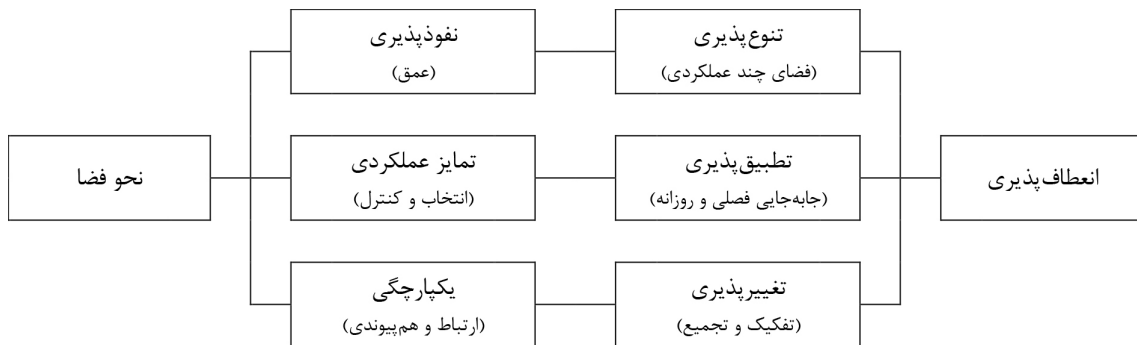 تنوع‌پذیری
(فضای چند عملکردی)
نفوذپذیری
(عمق)
انعطاف‌پذیری
تطبیق‌پذیری
(جابه‌جایی فصلی و روزانه)
تمایز عملکردی
(انتخاب و کنترل)
نحو فضا
تغییرپذیری
(تفکیک و تجمیع)
یکپارچگی
(ارتباط و هم‌پیوندی)